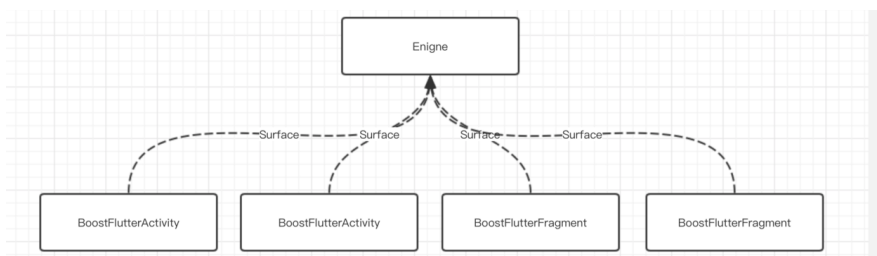 Enigne
Surface Surface Surface Surface
BoostFlutterActivity BoostFlutterActivity BoostFlutterFragment BoostFlutterFragment